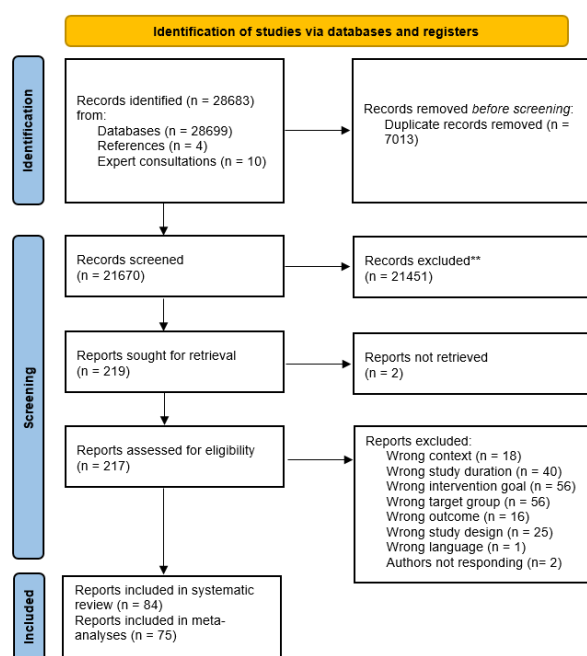 Identification of studies via databases and registers
Identification
Records identified (n = 28683)
from:
Databases = 28699)
References (n = 4)
Expert consultations (n = 10)
Records removed before screening:
Duplicate records removed (n =
7013)
Screening
Records screened
(n = 21670)
Records excluded**
(n = 21451)
Reports sought for retrieval
(n = 219)
Reports not retrieved
(n = 2)
Reports assessed for eligibility
(n = 217)
Reports excluded:
Wrong context (n = 18)
Wrong study duration (n = 40)
Wrong intervention goal (n = 56)
Wrong target group (n = 56)
Wrong outcome (n = 16)
Wrong study design (n = 25)
Wrong language (n = 1)
Authors not responding (n= 2)
Included
Reports included in systematic
review (n = 84)
Reports included in meta-
analyses (n = 75)